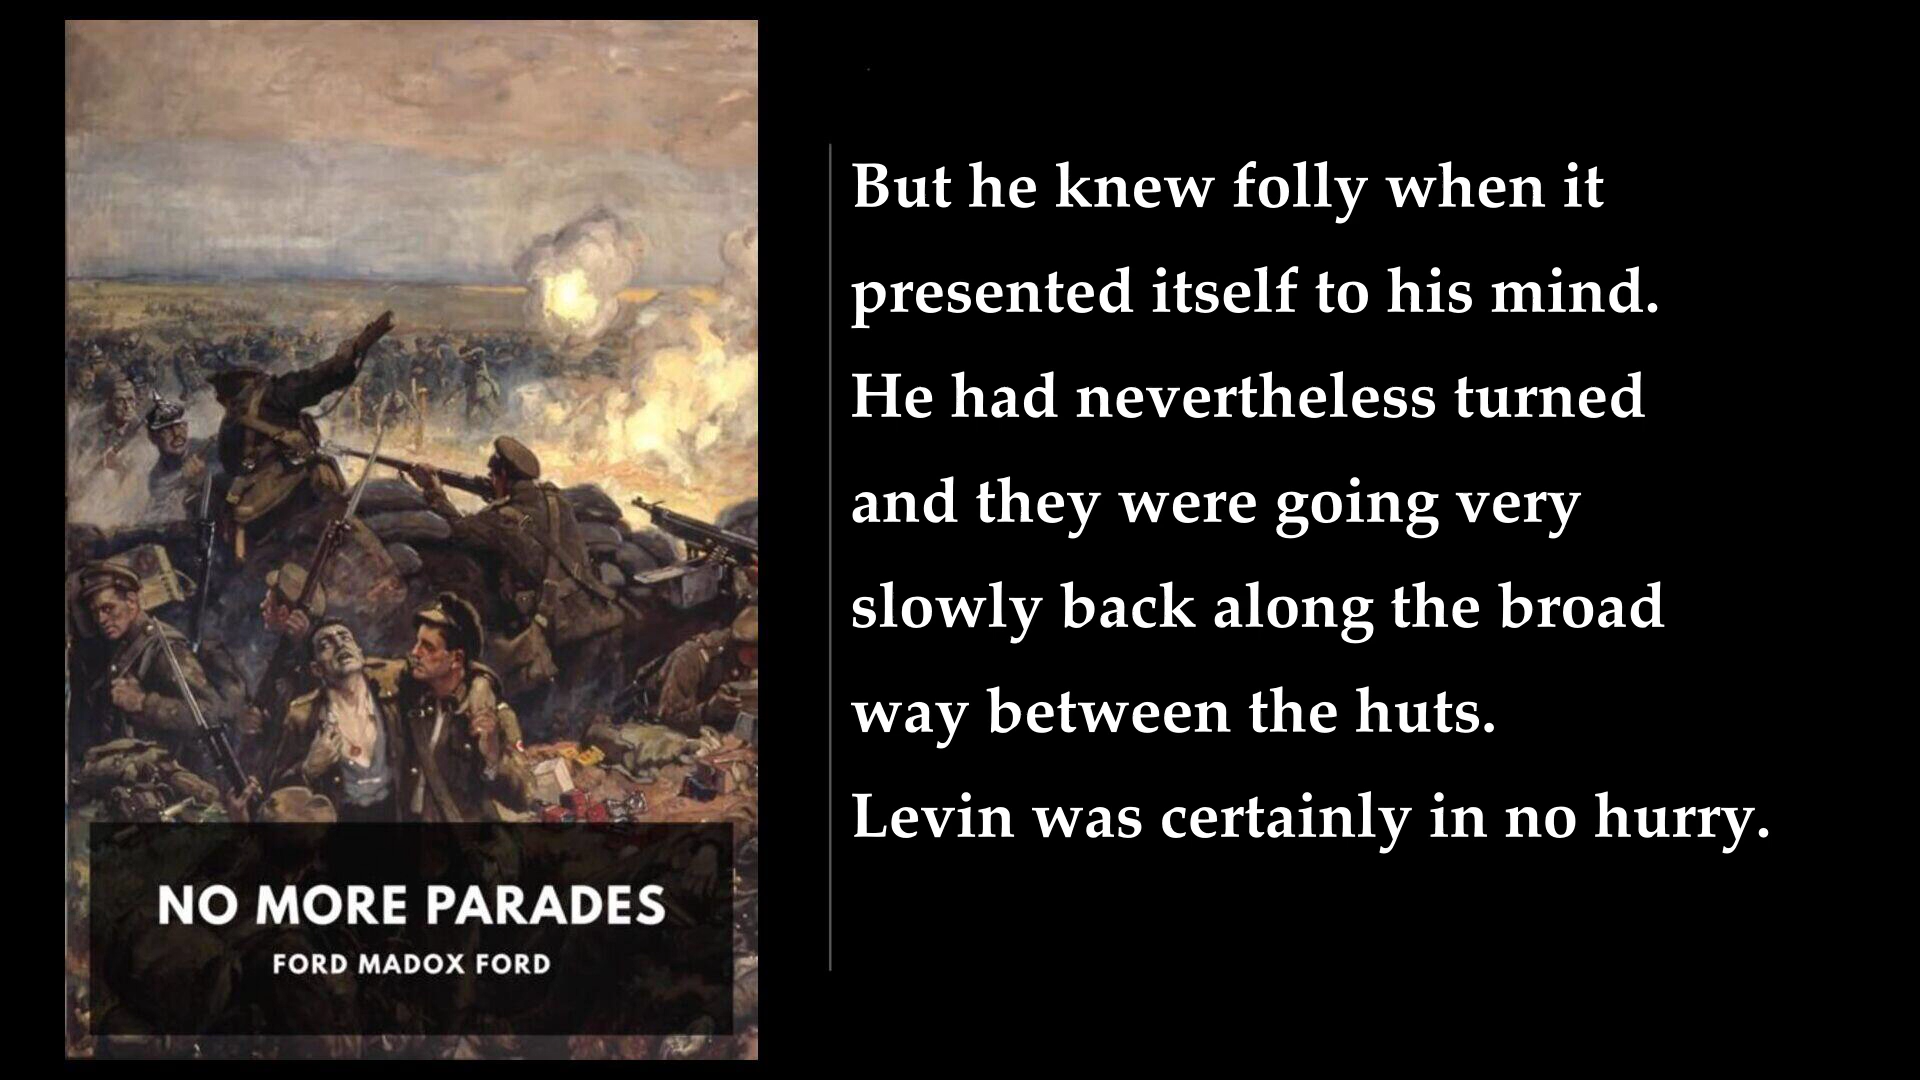 But he knew folly when it
presented itself to his mind.
He had nevertheless turned
and they were going very
slowly back along the broad
way between the huts.
Levin was certainly in no hurry.
NO MORE PARADES
FORD MADOX FORD